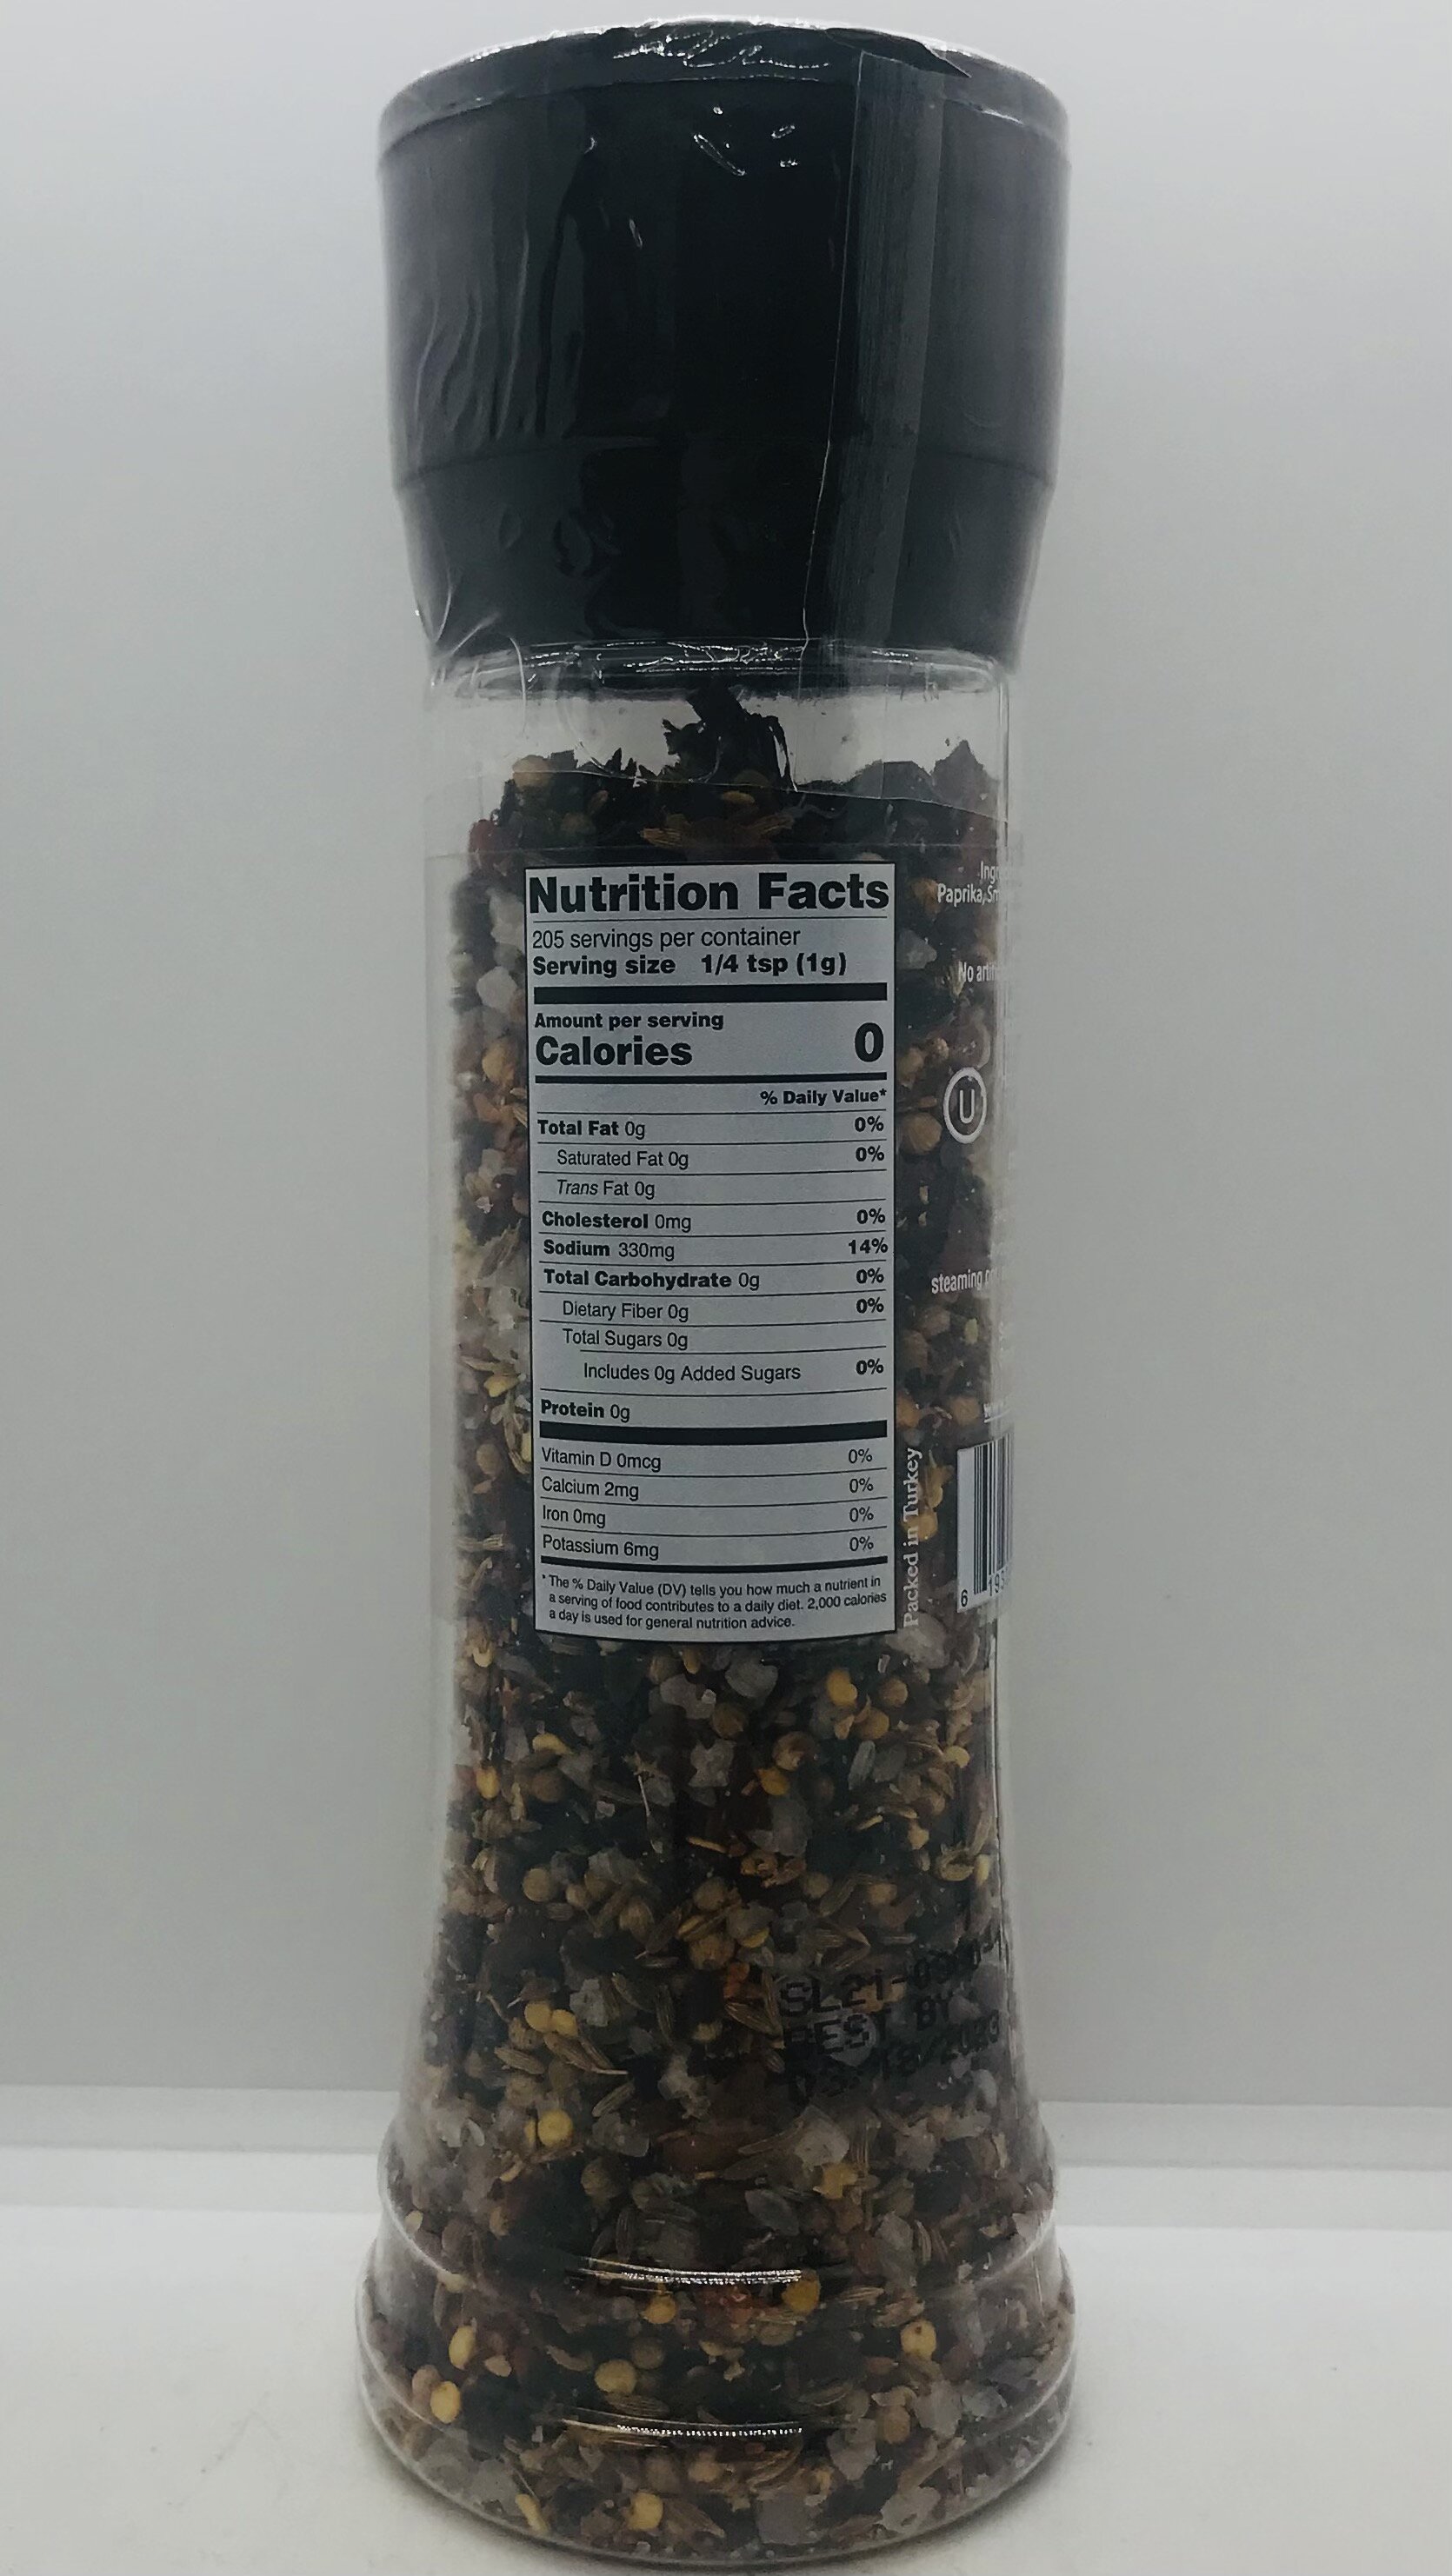 Nutrition Facts
205 servings per container
Serving size 1/4 tsp (1g)
Amount per serving
Calories 0
% Daily Value*
Total Fat 0g 0%
Saturated Fat 0g 0%
Trans Fat 0g
Cholesterol 0mg 0%
Sodium 330mg 14%
Total Carbohydrate 0g 0%
Dietary Fiber 0g 0%
Total Sugars 0g
Includes 0g Added Sugars 0%
Protein 0g
Vitamin D 0mcg 0%
Calcium 2mg 0%
Iron 0mg 0%
Potassium 6mg 0%
* The % Daily Value (DV) tells you how much a nutrient in
a serving of food contributes to a daily diet. 2,000 calories
a day is used for general nutrition advice.
Packed in Turkey
Paprika,
No
U
steaming
6
BEST BY